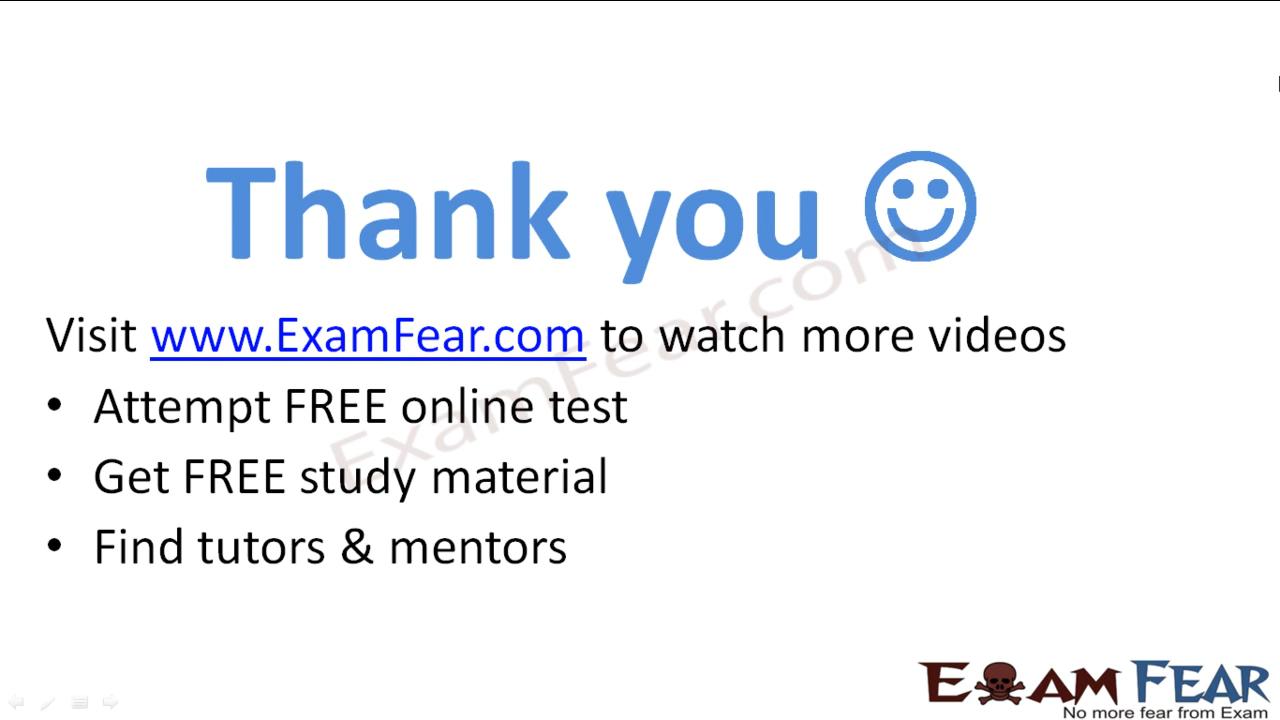 Thank you ☺
Visit www.ExamFear.com to watch more videos
• Attempt FREE online test
• Get FREE study material
• Find tutors & mentors
ExamFear.com
EXAM FEAR
No more fear from Exam